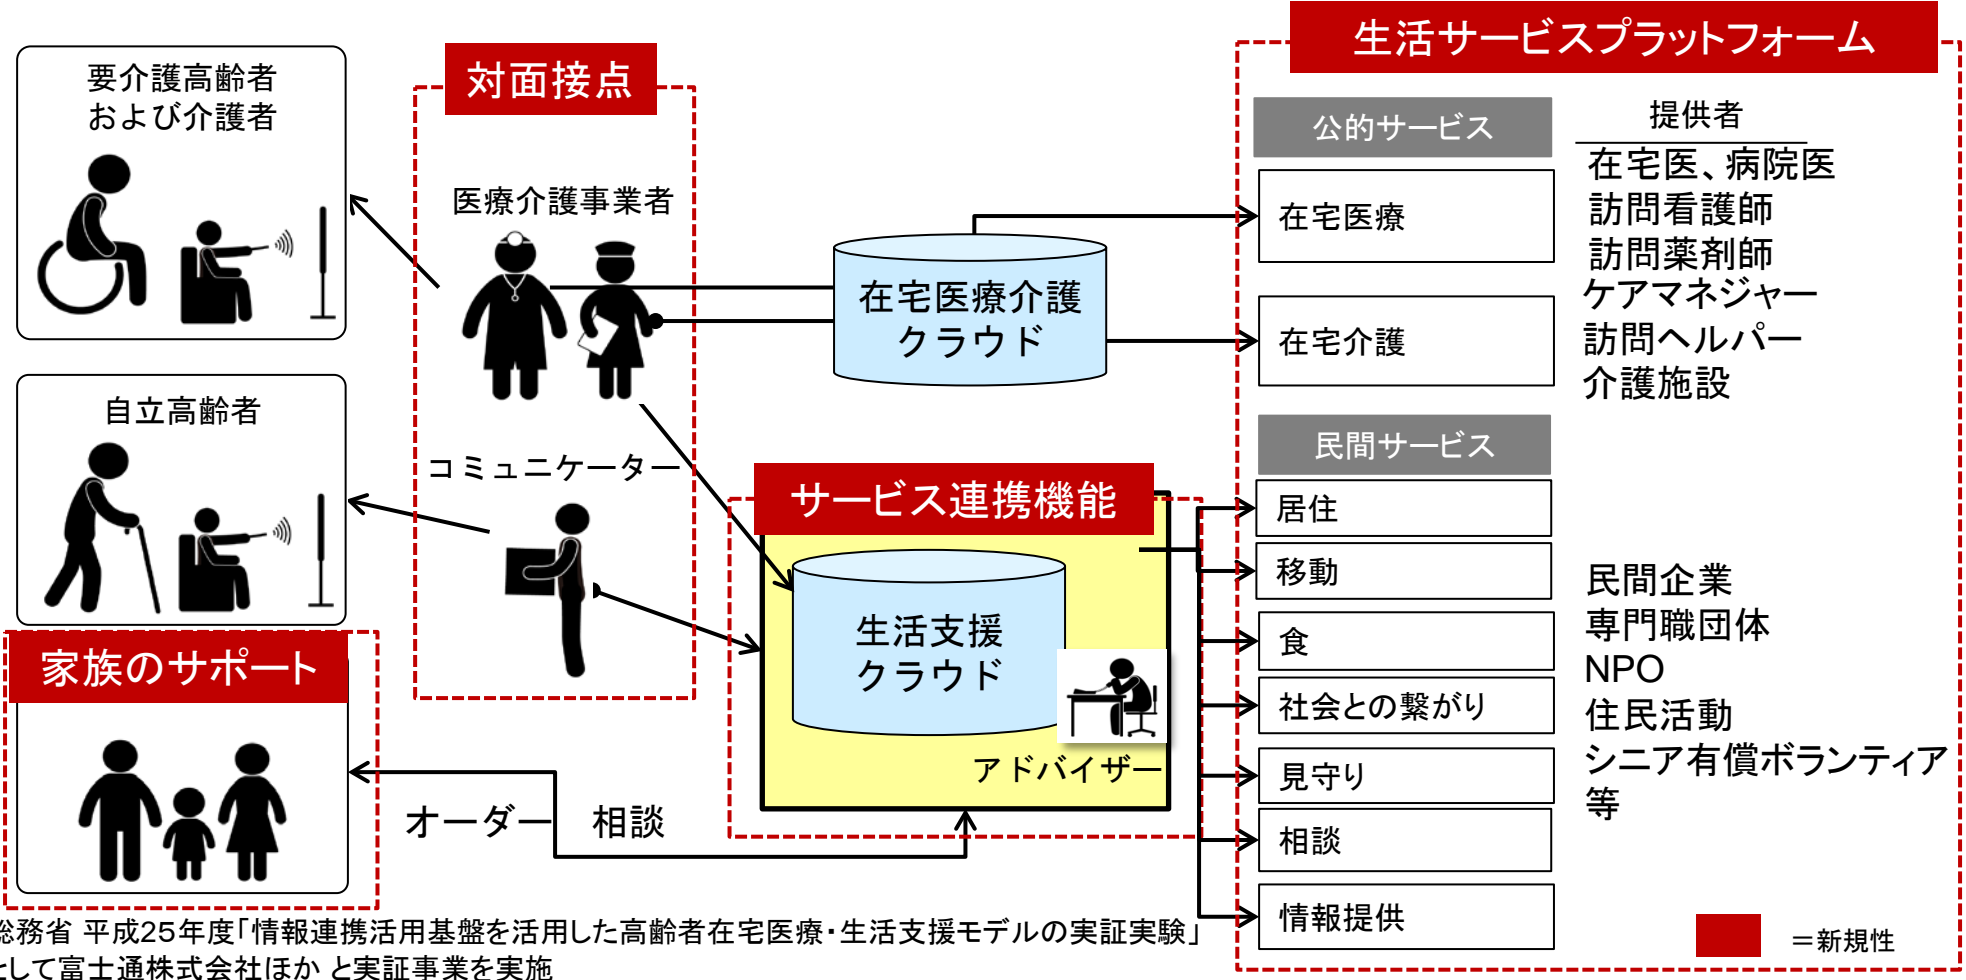 生活サービスプラットフォーム
対面接点
要介護高齢者
および介護者
公的サービス
提供者
在宅医、病院医
訪問看護師
訪問薬剤師
ケアマネジャー
訪問ヘルパー
介護施設
医療介護事業者
在宅医療
在宅医療介護
クラウド
在宅介護
自立高齢者
コミュニケーター
民間サービス
サービス連携機能
居住
移動
食
社会との繋がり
見守り
相談
情報提供
民間企業
専門職団体
NPO
住民活動
シニア有償ボランティア
等
生活支援
クラウド
アドバイザー
家族のサポート
オーダー
相談
総務省 平成25年度「情報連携活用基盤を活用した高齢者在宅医療・生活支援モデルの実証実験」
として富士通株式会社ほか と実証事業を実施
＝新規性